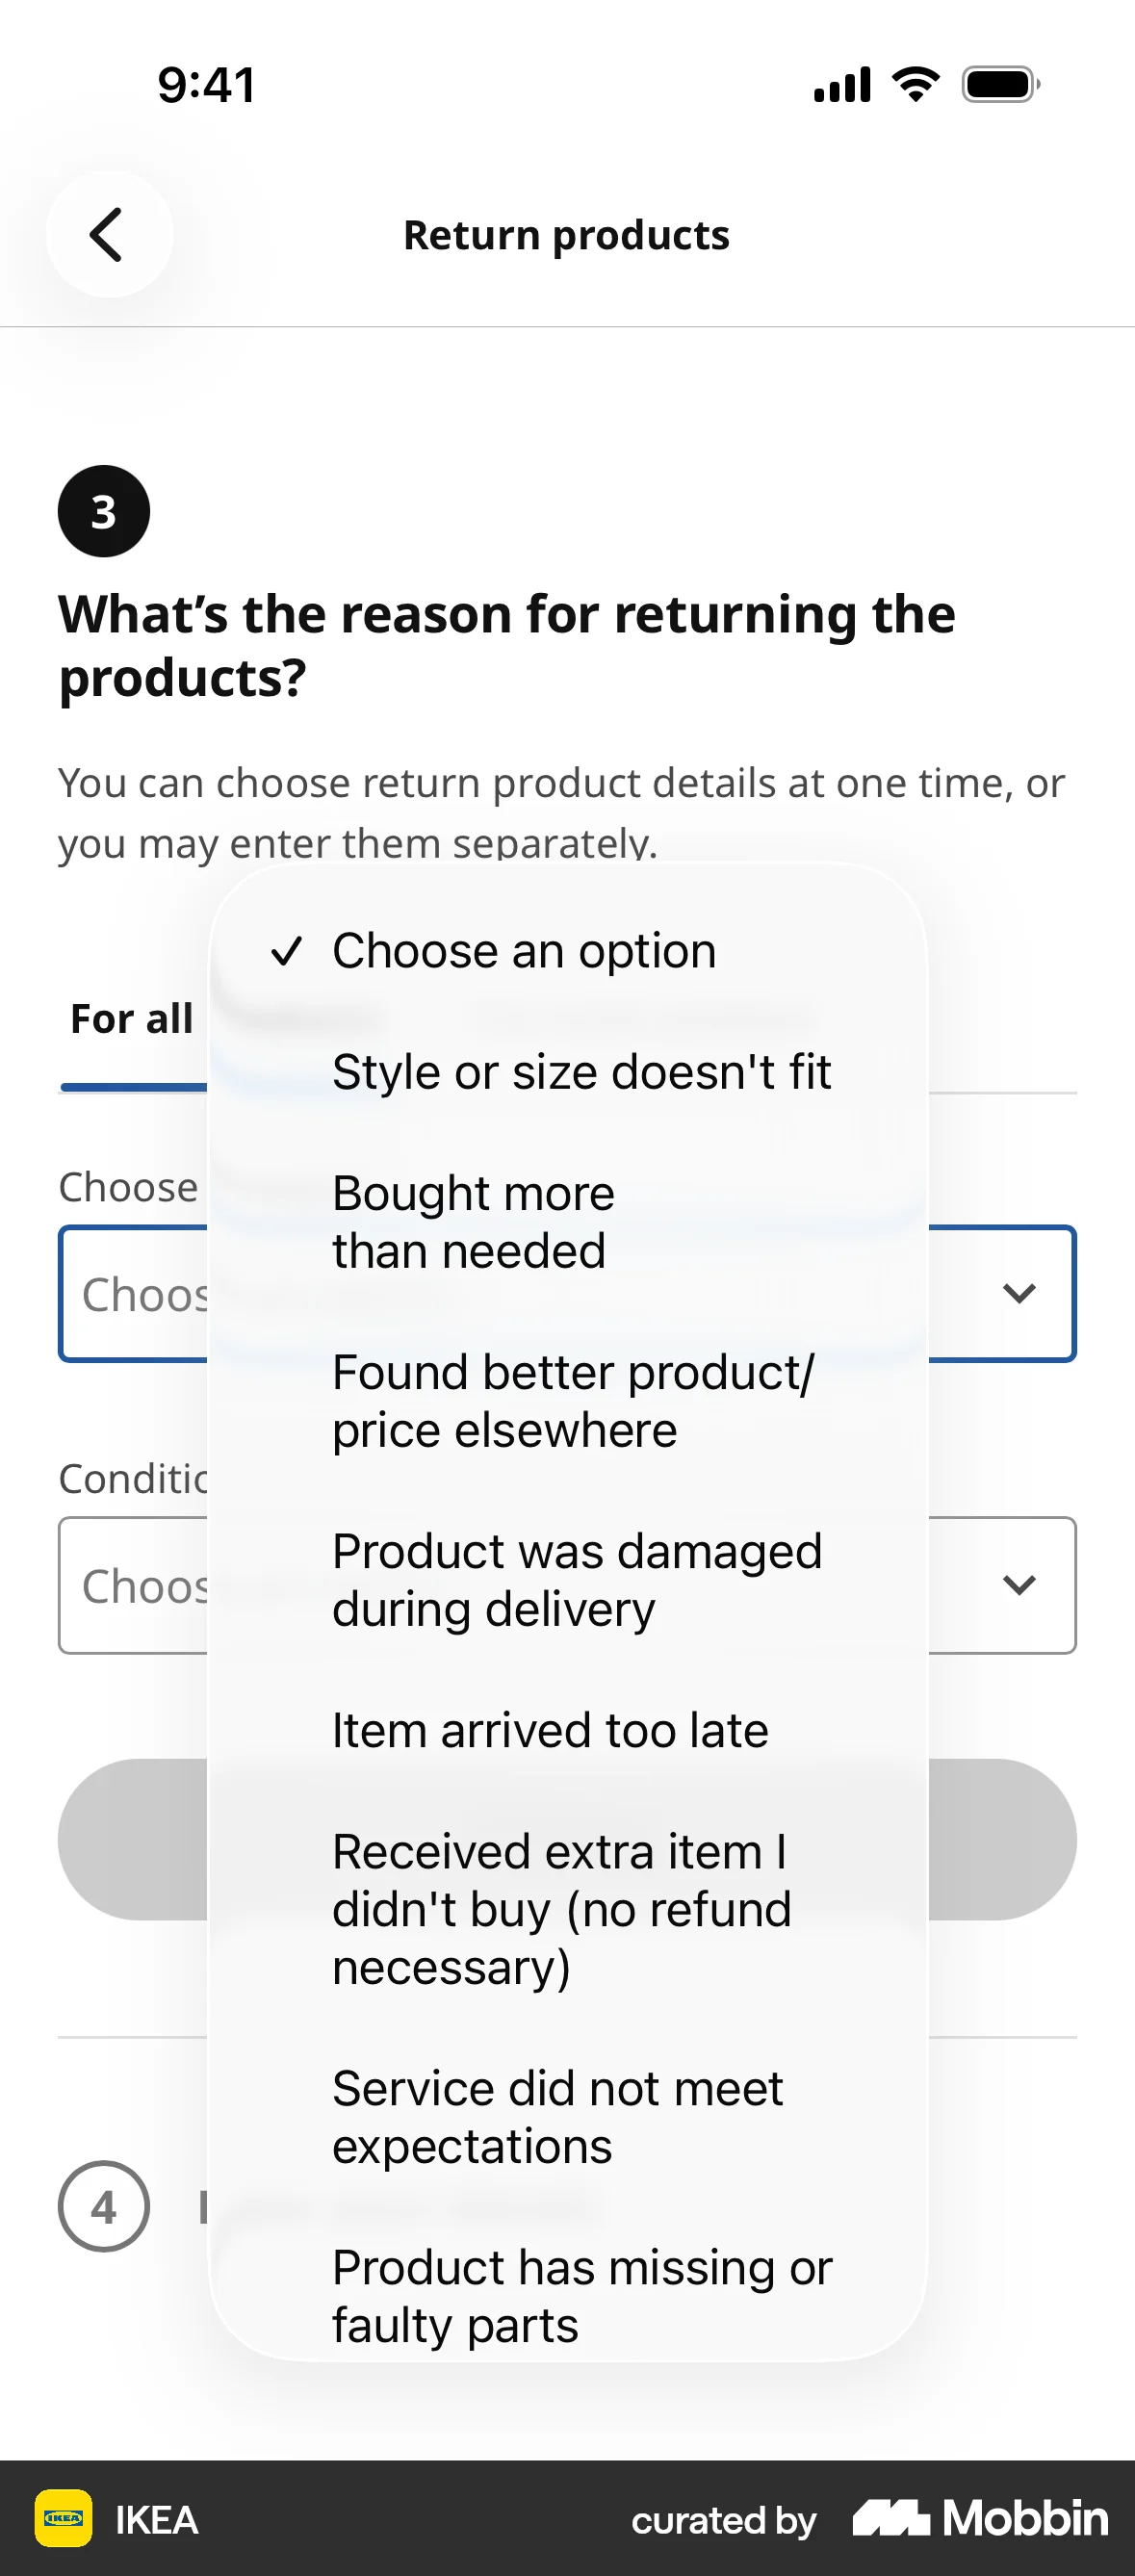 9:41
Return products
3
What's the reason for returning the
products?
You can choose return product details at one time, or
you may enter them separately.
For all
Choose
Choos
Conditic
Choos
✓ Choose an option
Style or size doesn't fit
Bought more
than needed
Found better product/
price elsewhere
Product was damaged
during delivery
Item arrived too late
Received extra item I
didn't buy (no refund
necessary)
Service did not meet
expectations
Product has missing or
faulty parts
4
IKEA
IKEA
curated by Mobbin